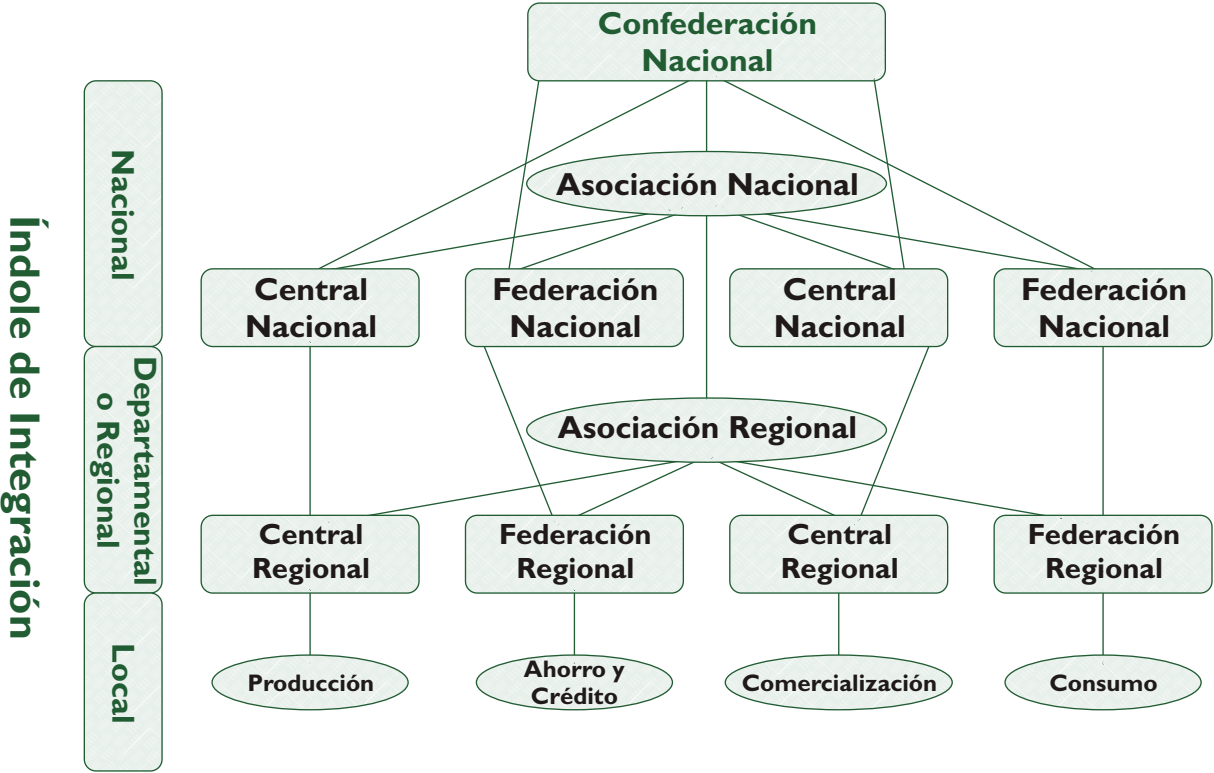 Confederación
Nacional
Índole de Integración
Nacional
Asociación Nacional
Central
Nacional
Federación
Nacional
Central
Nacional
Federación
Nacional
Departamental
o Regional
Asociación Regional
Central
Regional
Federación
Regional
Central
Regional
Federación
Regional
Local
Producción
Ahorro y
Crédito
Comercialización
Consumo